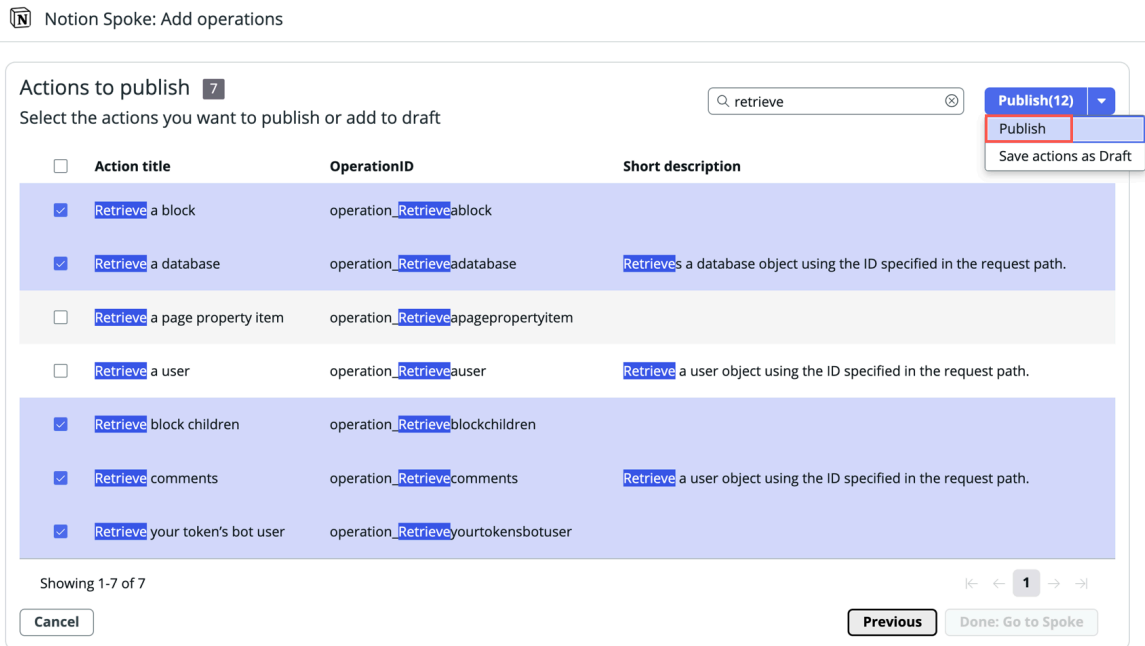 Notion Spoke: Add operations
Actions to publish 7
Select the actions you want to publish or add to draft
retrieve
Publish(12)
Publish
Save actions as Draft
Action title OperationID Short description
Retrieve a block operation_Retrieveablock
Retrieve a database operation_Retrieveadatabase Retrieves a database object using the ID specified in the request path.
Retrieve a page property item operation_Retrieveapagepropertyitem
Retrieve a user operation_Retrieveauser Retrieve a user object using the ID specified in the request path.
Retrieve block children operation_Retrieveblockchildren
Retrieve comments operation_Retrievecomments Retrieve a user object using the ID specified in the request path.
Retrieve your token’s bot user operation_Retrieveyourtokensbotuser
Showing 1-7 of 7 1
Cancel Previous Done: Go to Spoke